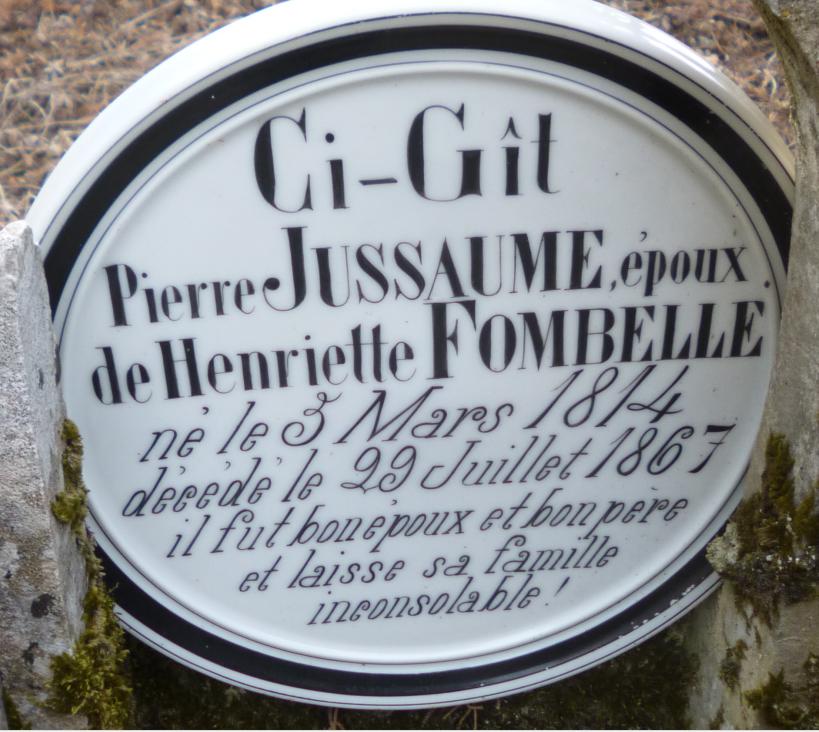 Ci-Gît
Pierre JUSSAUME, époux
de Henriette FOMBELLE
né le 3 Mars 1814
décédé le 29 Juillet 1867
il fut bon époux et bon père
et laisse sa famille
inconsolable !